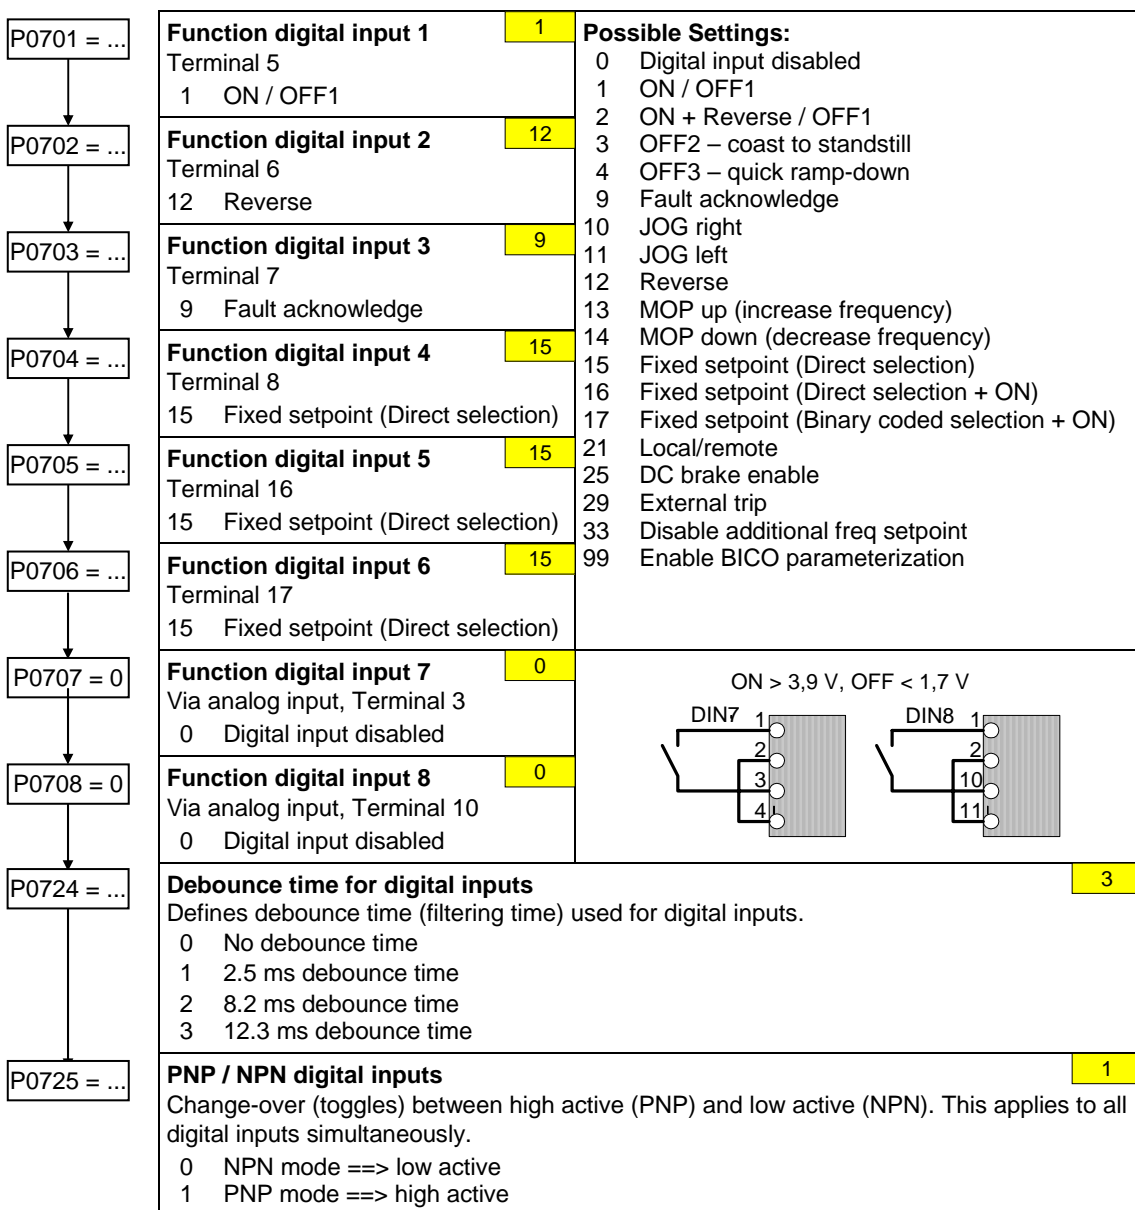 P0701 = ...
Function digital input 1
1
Terminal 5
1 ON / OFF1
P0702 = ...
Function digital input 2
12
Terminal 6
12 Reverse
P0703 = ...
Function digital input 3
9
Terminal 7
9 Fault acknowledge
P0704 = ...
Function digital input 4
15
Terminal 8
15 Fixed setpoint (Direct selection)
P0705 = ...
Function digital input 5
15
Terminal 16
15 Fixed setpoint (Direct selection)
P0706 = ...
Function digital input 6
15
Terminal 17
15 Fixed setpoint (Direct selection)
Possible Settings:
0 Digital input disabled
1 ON / OFF1
2 ON + Reverse / OFF1
3 OFF2 – coast to standstill
4 OFF3 – quick ramp-down
9 Fault acknowledge
10 JOG right
11 JOG left
12 Reverse
13 MOP up (increase frequency)
14 MOP down (decrease frequency)
15 Fixed setpoint (Direct selection)
16 Fixed setpoint (Direct selection + ON)
17 Fixed setpoint (Binary coded selection + ON)
21 Local/remote
25 DC brake enable
29 External trip
33 Disable additional freq setpoint
99 Enable BICO parameterization
P0707 = 0
Function digital input 7
0
Via analog input, Terminal 3
0 Digital input disabled
P0708 = 0
Function digital input 8
0
Via analog input, Terminal 10
0 Digital input disabled
ON > 3,9 V, OFF < 1,7 V
DIN7 1
2
3
4
DIN8 1
2
10
11
P0724 = ...
Debounce time for digital inputs
3
Defines debounce time (filtering time) used for digital inputs.
0 No debounce time
1 2.5 ms debounce time
2 8.2 ms debounce time
3 12.3 ms debounce time
P0725 = ...
PNP / NPN digital inputs
1
Change-over (toggles) between high active (PNP) and low active (NPN). This applies to all
digital inputs simultaneously.
0 NPN mode ==> low active
1 PNP mode ==> high active